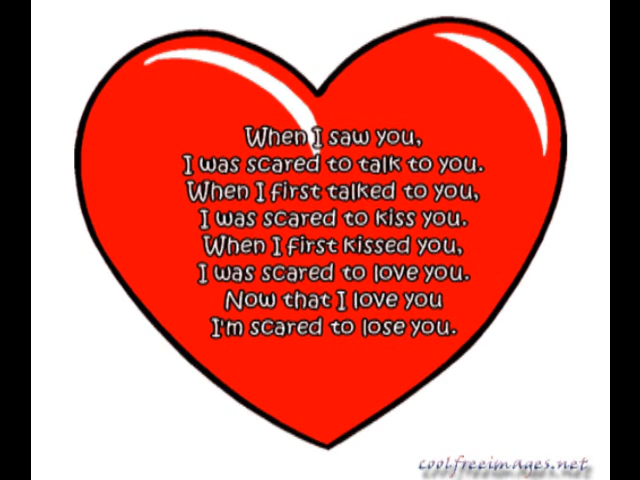 When I saw you,
I was scared to talk to you.
When I first talked to you,
I was scared to kiss you.
When I first kissed you,
I was scared to love you.
Now that I love you
I'm scared to lose you.
coolfreeimages.net